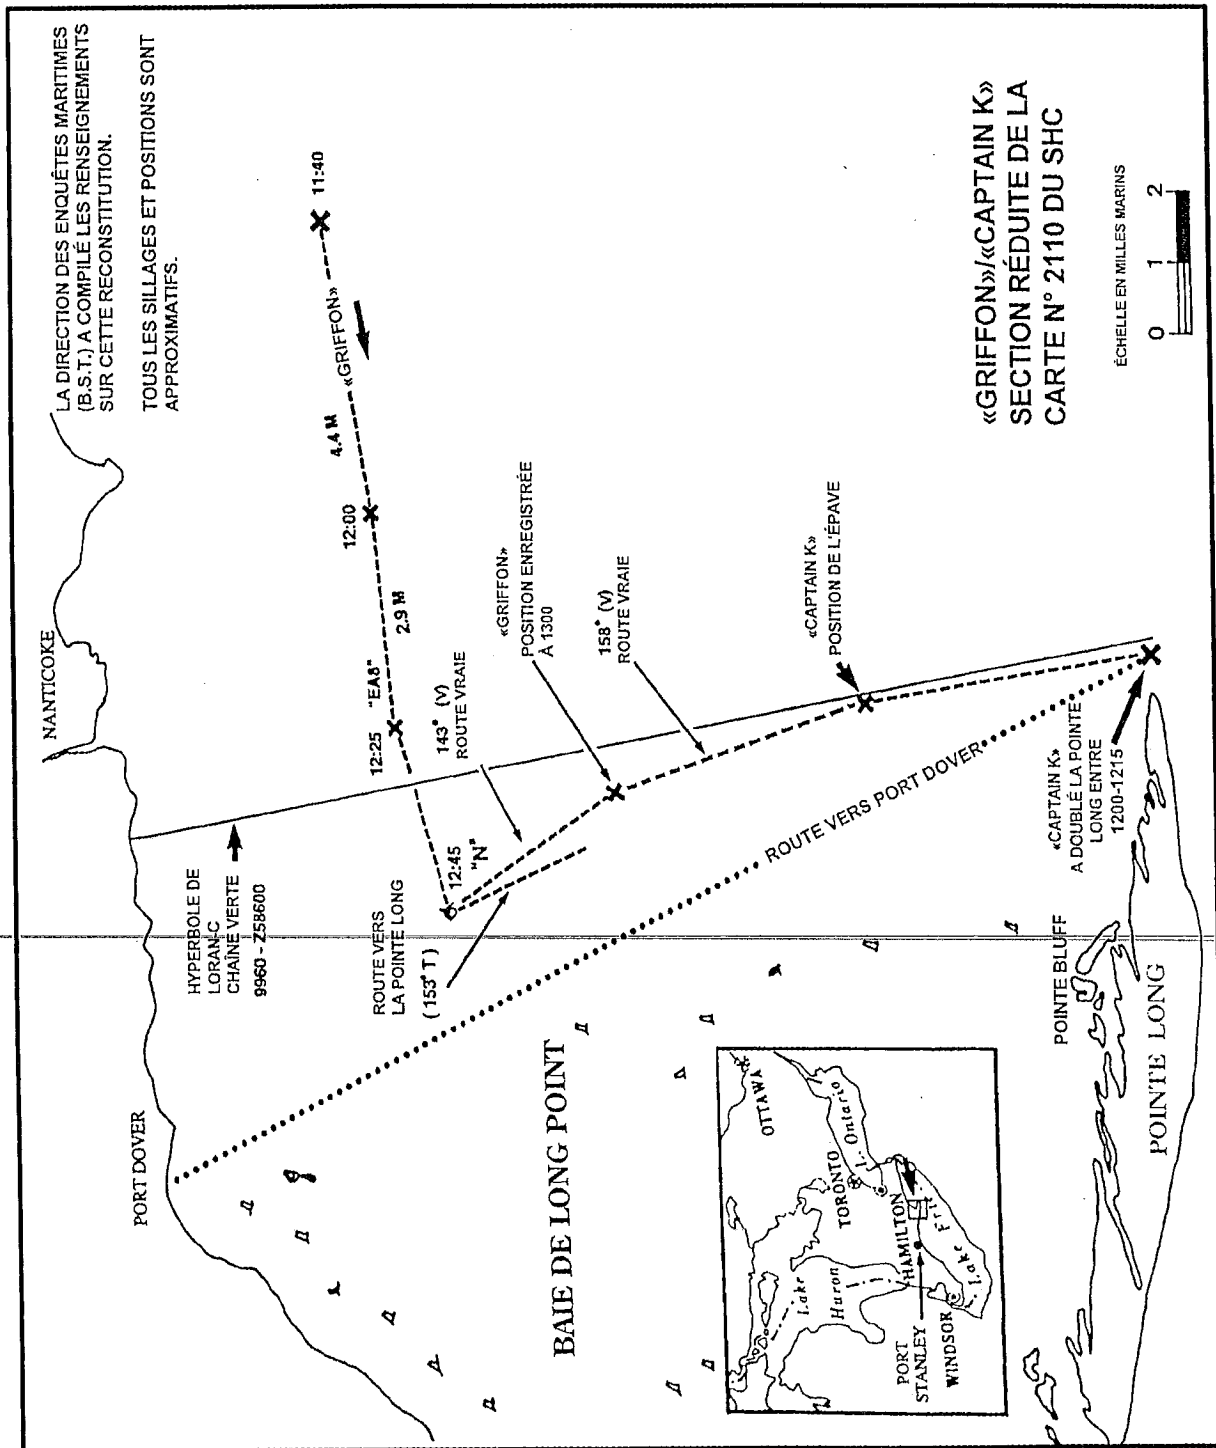 LA DIRECTION DES ENQUÊTES MARITIMES
(B.S.T.) A COMPILÉ LES RENSEIGNEMENTS
SUR CETTE RECONSTITUTION.
TOUS LES SILLAGES ET POSITIONS SONT
APPROXIMATIFS.
NANTICOKE
PORT DOVER
HYPERBOLE DE
LORAN-C
CHAÎNE VERTE
9960 - Z58600
11:40
«GRIFFON»
4.4 M
12:00
2.9 M
12:25 "EA8"
12:45
"N"
143° (V)
ROUTE VRAIE
ROUTE VERS
LA POINTE LONG
(153° T)
«GRIFFON»
POSITION ENREGISTRÉE
À 1300
158° (V)
ROUTE VRAIE
«CAPTAIN K»
POSITION DE L'ÉPAVE
ROUTE VERS PORT DOVER
«CAPTAIN K»
A DOUBLÉ LA POINTE
LONG ENTRE
1200-1215
«GRIFFON»/«CAPTAIN K»
SECTION RÉDUITE DE LA
CARTE N° 2110 DU SHC
ÉCHELLE EN MILLES MARINS
0 1 2
BAIE DE LONG POINT
POINTE BLUFF
POINTE LONG
OTTAWA
TORONTO
L. Ontario
HAMILTON
Lake Erie
Lake
Huron
PORT
STANLEY
WINDSOR